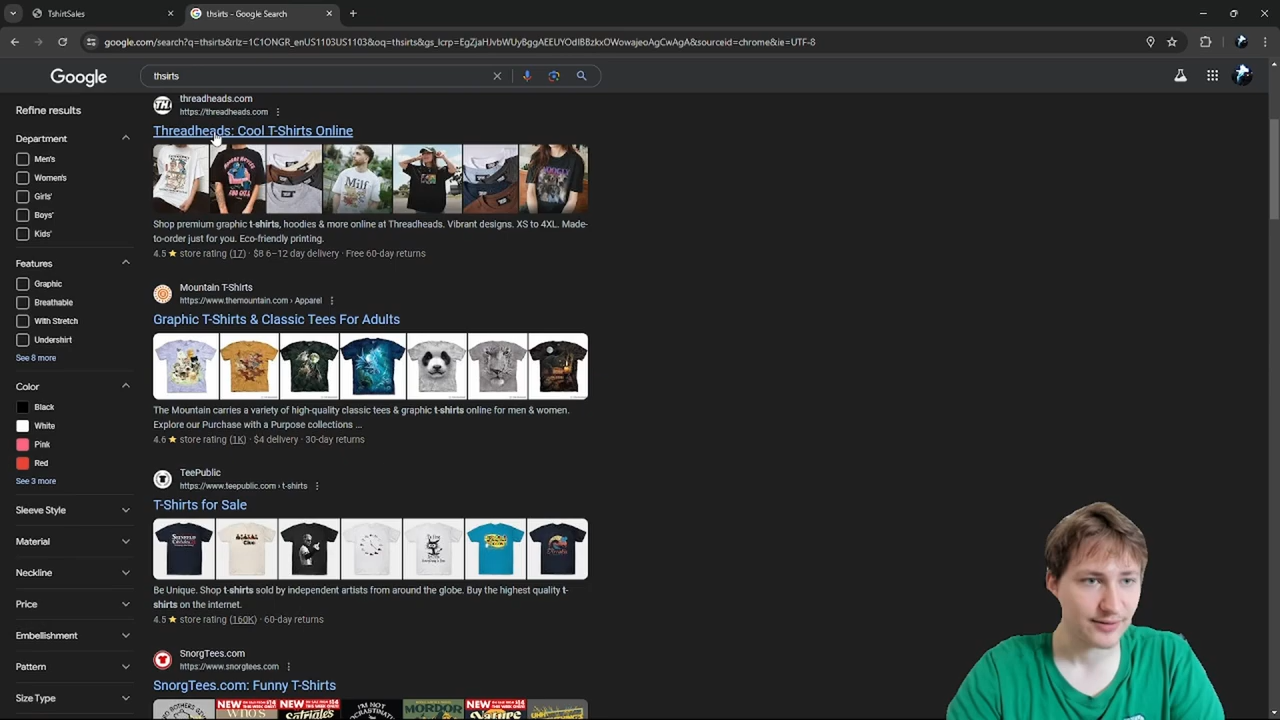 TshirtSales
thsirts - Google Search
google.com/search?q=thsirts&rlz=1C1ONGR_enUS1103US1103&oq=thsirts&gs_lcrp=EgZjaHJvbWUyBggAEEUYOdIBBzkxOWowajeoAgCwAgA&sourceid=chrome&ie=UTF-8
Google
thsirts
Refine results
Department
Men's
Women's
Girls'
Boys'
Kids'
Features
Graphic
Breathable
With Stretch
Undershirt
See 8 more
Color
Black
White
Pink
Red
See 3 more
Sleeve Style
Material
Neckline
Price
Embellishment
Pattern
Size Type
TH!
threadheads.com
https://threadheads.com
Threadheads: Cool T-Shirts Online
Milf
Shop premium graphic t-shirts, hoodies & more online at Threadheads. Vibrant designs. XS to 4XL. Made-
to-order just for you. Eco-friendly printing.
4.5 ★ store rating (17) · $8 6–12 day delivery · Free 60-day returns
Mountain T-Shirts
https://www.themountain.com › Apparel
Graphic T-Shirts & Classic Tees For Adults
The Mountain carries a variety of high-quality classic tees & graphic t-shirts online for men & women.
Explore our Purchase with a Purpose collections ...
4.6 ★ store rating (1K) · $4 delivery · 30-day returns
TeePublic
https://www.teepublic.com › t-shirts
T-Shirts for Sale
Be Unique. Shop t-shirts sold by independent artists from around the globe. Buy the highest quality t-
shirts on the internet.
4.5 ★ store rating (160K) · 60-day returns
SnorgTees.com
https://www.snorgtees.com
SnorgTees.com: Funny T-Shirts
WHO'S
Satriales
I'M NOT
PROCRASTINAT
MORDOR
Nature